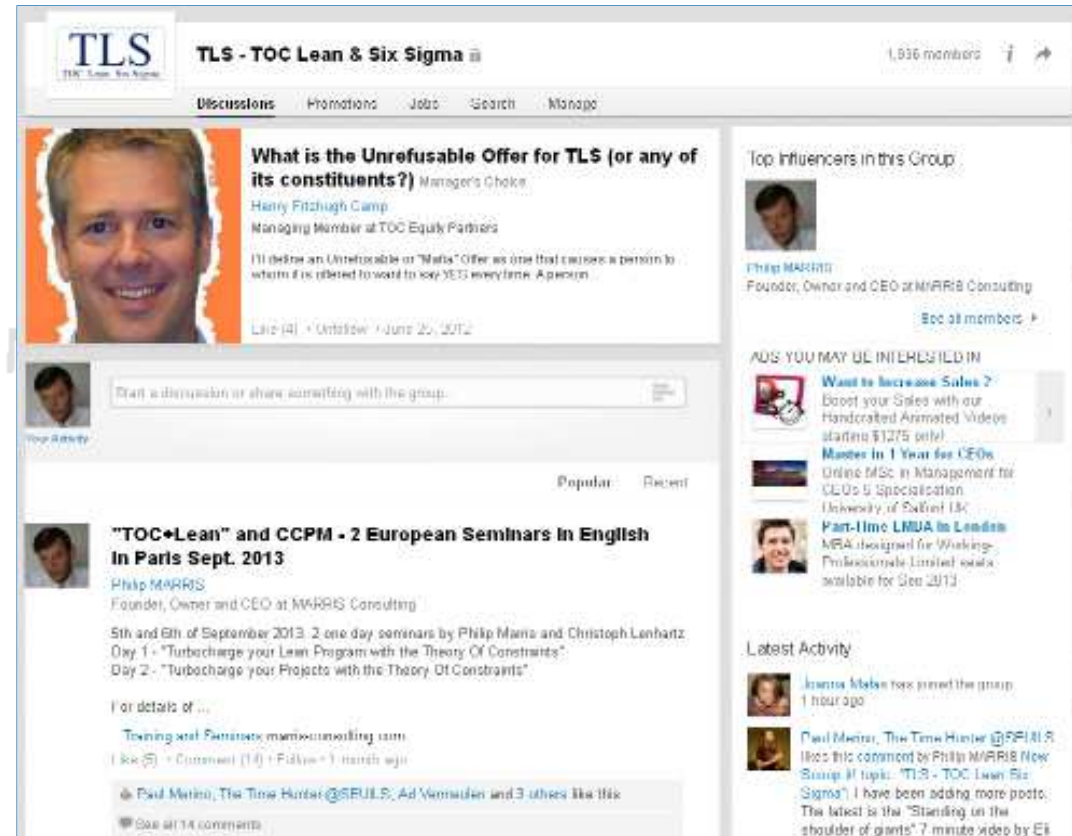 TLS
TOC Lean Six Sigma
TLS - TOC Lean & Six Sigma
1,936 members
Discussions Promotions Jobs Search Manage
What is the Unrefusable Offer for TLS (or any of
its constituents?) Manager's Choice
Henry Fitzhugh Camp
Managing Member at TOC Equity Partners
I'll define an Unrefusable or "Mafia" Offer as one that causes a person to
whom it is offered to want to say YES every time. A person
Like (4) • Unfollow • June 25, 2012
Start a discussion or share something with the group...
Your Activity
Popular Recent
"TOC+Lean" and CCPM - 2 European Seminars in English
in Paris Sept. 2013
Philip MARRIS
Founder, Owner and CEO at MARRIS Consulting
5th and 6th of September 2013. 2 one day seminars by Philip Marris and Christoph Lenhartz
Day 1 - "Turbocharge your Lean Program with the Theory Of Constraints"
Day 2 - "Turbocharge your Projects with the Theory Of Constraints"
For details of ...
Training and Seminars marrisconsulting.com
Like (5) • Comment (14) • Follow • 1 month ago
Paul Merino, The Time Hunter @SEUILS, Ad Vermeulen and 3 others like this
See all 14 comments
Top Influencers in this Group
Philip MARRIS
Founder, Owner and CEO at MARRIS Consulting
See all members
ADS YOU MAY BE INTERESTED IN
Want to Increase Sales ?
Boost your Sales with our
Handcrafted Animated Videos
starting $1275 only!
Master in 1 Year for CEOs
Online MSc in Management for
CEOs 5 Specialisation
University of Salford UK
Part-Time EMBA in London
MBA designed for Working-
Professionals Limited seats
available for Sep 2013
Latest Activity
Joanna Malan has joined the group
1 hour ago
Paul Merino, The Time Hunter @SEUILS
likes this comment by Philip MARRIS New
Scoop it! topic: "TLS - TOC Lean Six
Sigma": I have been adding more posts.
The latest is the "Standing on the
shoulder of giants" 7 minute video by Eli